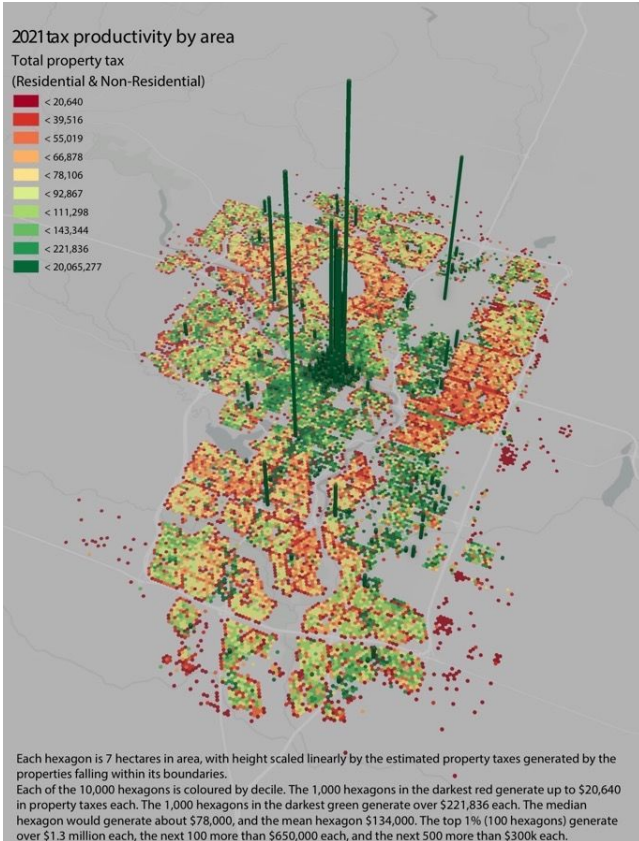 2021 tax productivity by area
Total property tax
(Residential & Non-Residential)
< 20,640
< 39,516
< 55,019
< 66,878
< 78,106
< 92,867
< 111,298
< 143,344
< 221,836
< 20,065,277
Each hexagon is 7 hectares in area, with height scaled linearly by the estimated property taxes generated by the
properties falling within its boundaries.
Each of the 10,000 hexagons is coloured by decile. The 1,000 hexagons in the darkest red generate up to $20,640
in property taxes each. The 1,000 hexagons in the darkest green generate over $221,836 each. The median
hexagon would generate about $78,000, and the mean hexagon $134,000. The top 1% (100 hexagons) generate
over $1.3 million each, the next 100 more than $650,000 each, and the next 500 more than $300k each.